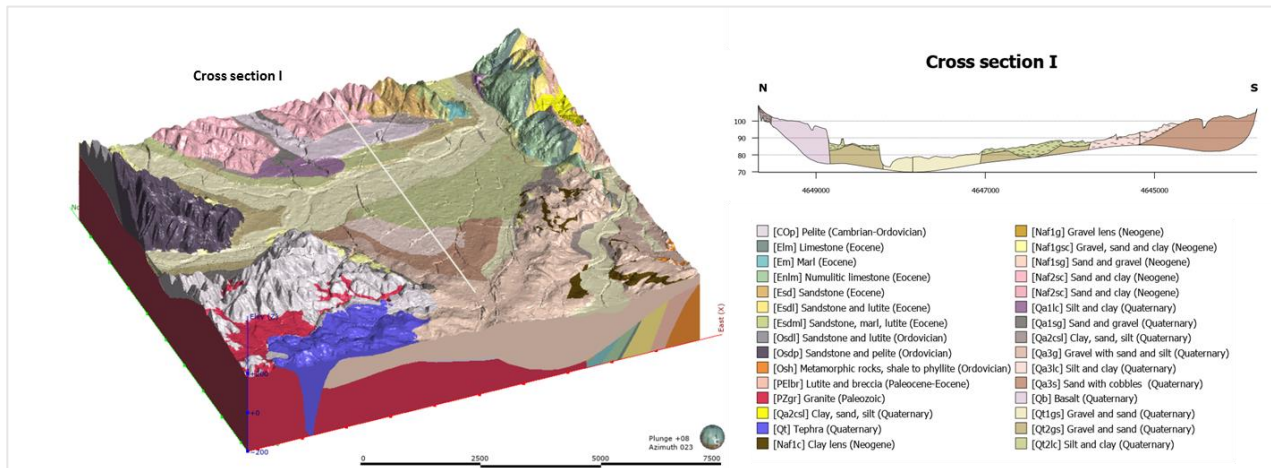 Cross section I
Cross section I
N
S
100
90
80
70
4649000
4647000
4645000
East (X)
+0
-200
Plunge +08
Azimuth 023
0
2500
5000
7500
[COp] Pelite (Cambrian-Ordovician)
[Elm] Limestone (Eocene)
[Em] Marl (Eocene)
[Enlm] Numulitic limestone (Eocene)
[Esd] Sandstone (Eocene)
[Esdl] Sandstone and lutite (Eocene)
[Esdml] Sandstone, marl, lutite (Eocene)
[Osdl] Sandstone and lutite (Ordovician)
[Osdp] Sandstone and pelite (Ordovician)
[Osh] Metamorphic rocks, shale to phyllite (Ordovician)
[PElbr] Lutite and breccia (Paleocene-Eocene)
[PZgr] Granite (Paleozoic)
[Qa2csl] Clay, sand, silt (Quaternary)
[Qt] Tephra (Quaternary)
[Naf1c] Clay lens (Neogene)
[Naf1g] Gravel lens (Neogene)
[Naf1gsc] Gravel, sand and clay (Neogene)
[Naf1sg] Sand and gravel (Neogene)
[Naf2sc] Sand and clay (Neogene)
[Naf2sc] Sand and clay (Neogene)
[Qa1lc] Silt and clay (Quaternary)
[Qa1sg] Sand and gravel (Quaternary)
[Qa2csl] Clay, sand, silt (Quaternary)
[Qa3g] Gravel with sand and silt (Quaternary)
[Qa3lc] Silt and clay (Quaternary)
[Qa3s] Sand with cobbles (Quaternary)
[Qb] Basalt (Quaternary)
[Qt1gs] Gravel and sand (Quaternary)
[Qt2gs] Gravel and sand (Quaternary)
[Qt2lc] Silt and clay (Quaternary)